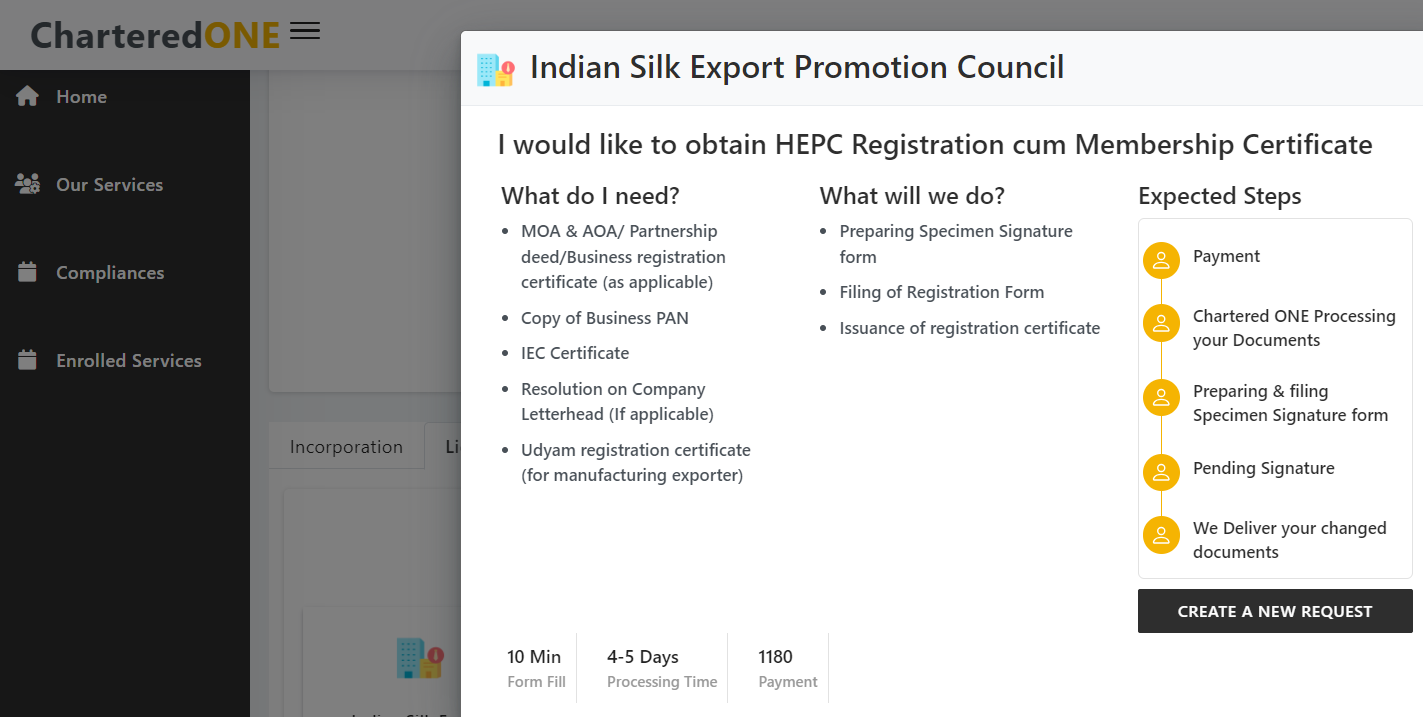 CharteredONE
Home
Our Services
Compliances
Enrolled Services
Incorporation
Li
Indian Silk Export Promotion Council
I would like to obtain HEPC Registration cum Membership Certificate
What do I need?
• MOA & AOA/ Partnership
deed/Business registration
certificate (as applicable)
• Copy of Business PAN
• IEC Certificate
• Resolution on Company
Letterhead (If applicable)
• Udyam registration certificate
(for manufacturing exporter)
What will we do?
• Preparing Specimen Signature
form
• Filing of Registration Form
• Issuance of registration certificate
Expected Steps
Payment
Chartered ONE Processing
your Documents
Preparing & filing
Specimen Signature form
Pending Signature
We Deliver your changed
documents
CREATE A NEW REQUEST
10 Min
Form Fill
4-5 Days
Processing Time
1180
Payment